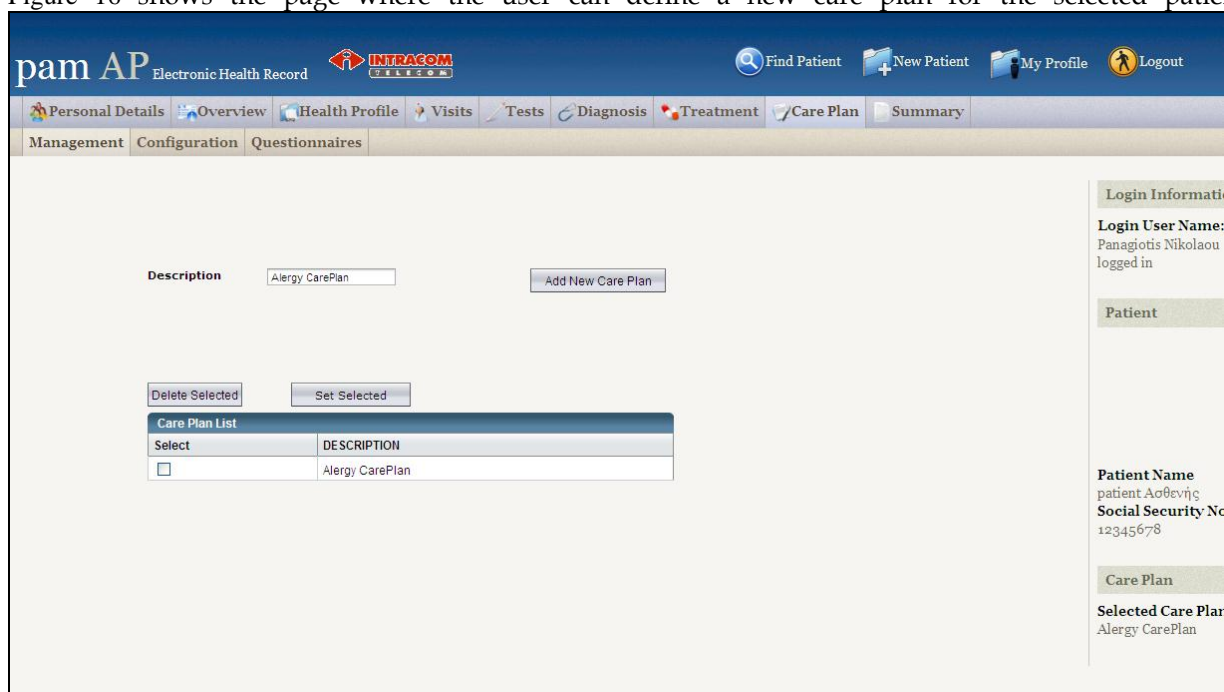 Figure 16 shows the page where the user can define a new care plan for the selected
pam AP Electronic Health Record INTRACOM TELECOM Find Patient New Patient My Profile Logout
Personal Details Overview Health Profile Visits Tests Diagnosis Treatment Care Plan Summary
Management Configuration Questionnaires
Login
Login User Name:
Panagiotis Nikolaou
logged in
Description Alergy CarePlan Add New Care Plan
Patient
Delete Selected Set Selected
Care Plan List
Select DESCRIPTION
Alergy CarePlan
Patient Name
patient Ασθενής
Social Security No
12345678
Care Plan
Selected Care Plan
Alergy CarePlan